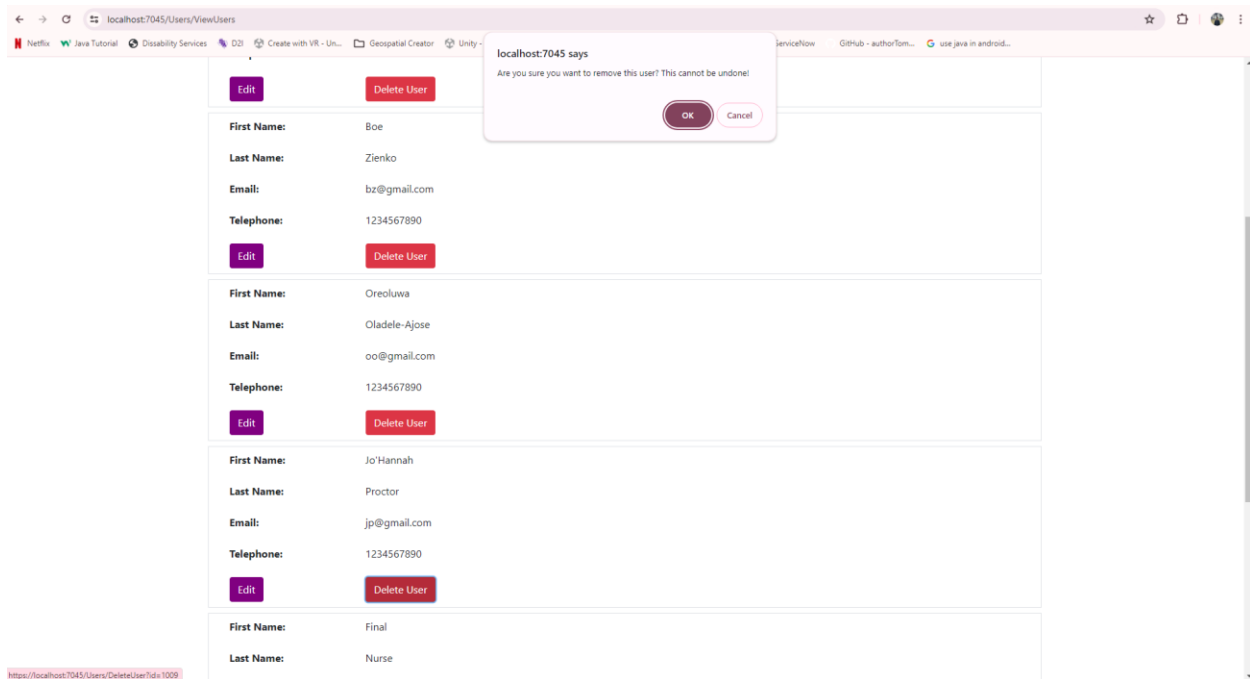 localhost:7045/Users/ViewUsers
Netflix Java Tutorial Dissability Services D2l Create with VR - Un... Geospatial Creator Unity - ServiceNow GitHub - authorTom... use java in android...
localhost:7045 says
Are you sure you want to remove this user? This cannot be undone!
OK Cancel
Edit Delete User
First Name: Boe
Last Name: Zienko
Email: bz@gmail.com
Telephone: 1234567890
Edit Delete User
First Name: Oreoluwa
Last Name: Oladele-Ajose
Email: oo@gmail.com
Telephone: 1234567890
Edit Delete User
First Name: Jo'Hannah
Last Name: Proctor
Email: jp@gmail.com
Telephone: 1234567890
Edit Delete User
First Name: Final
Last Name: Nurse
https://localhost:7045/Users/DeleteUser?id=1009